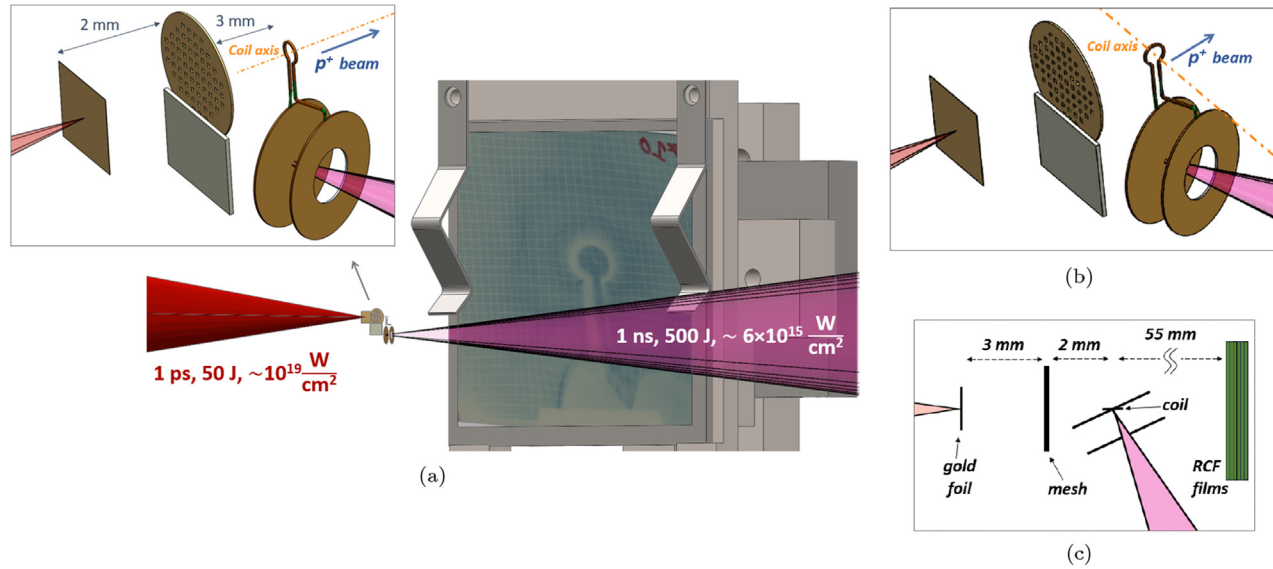 2 mm
3 mm
Coil axis
p⁺ beam
1 ps, 50 J, ~10¹⁹ W/cm²
1 ns, 500 J, ~ 6×10¹⁵ W/cm²
(a)
Coil axis
p⁺ beam
(b)
55 mm
3 mm
2 mm
coil
gold
foil
mesh
RCF
films
(c)